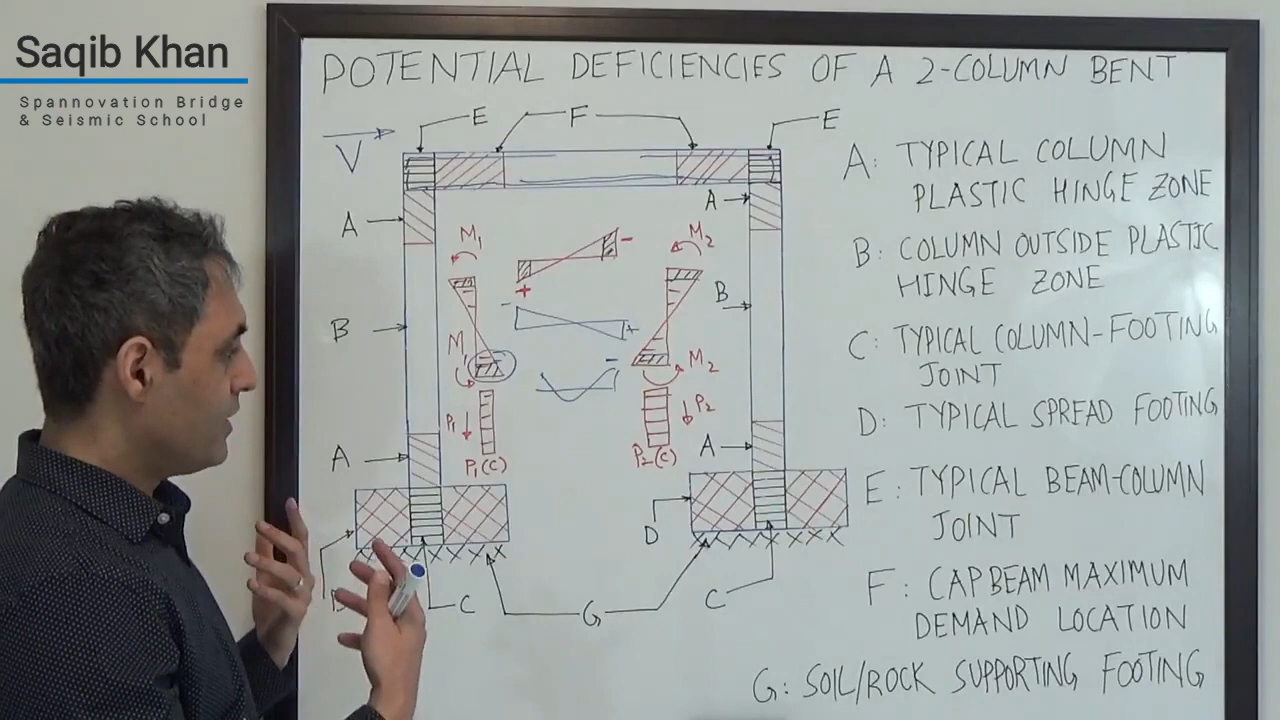 Saqib Khan
Spannovation Bridge
& Seismic School
POTENTIAL DEFICIENCIES OF A 2-COLUMN BENT
E
F
E
V
A
A
M1
M2
-
+
-
+
B
B
M1
-
M2
P1
P2
P1(C)
P2(C)
A
A
D
D
C
C
G
A: TYPICAL COLUMN
PLASTIC HINGE ZONE
B: COLUMN OUTSIDE PLASTIC
HINGE ZONE
C: TYPICAL COLUMN-FOOTING
JOINT
D: TYPICAL SPREAD FOOTING
E: TYPICAL BEAM-COLUMN
JOINT
F: CAP BEAM MAXIMUM
DEMAND LOCATION
G: SOIL/ROCK SUPPORTING FOOTING